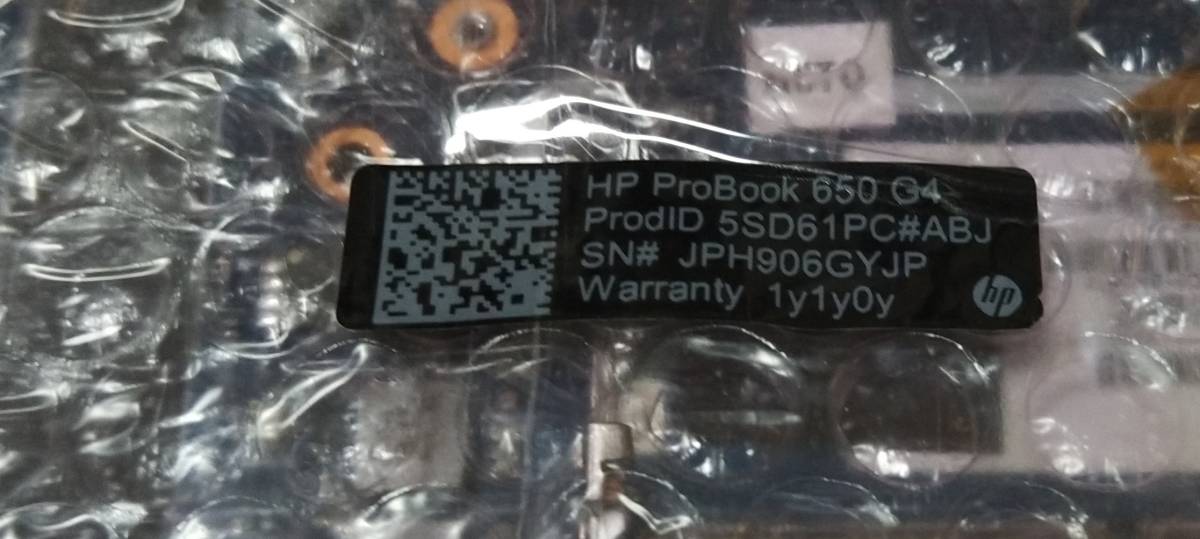 HP ProBook 650 G4
ProdID 5SD61PC#ABJ
SN# JPH906GYJP
Warranty 1y1y0y
hp